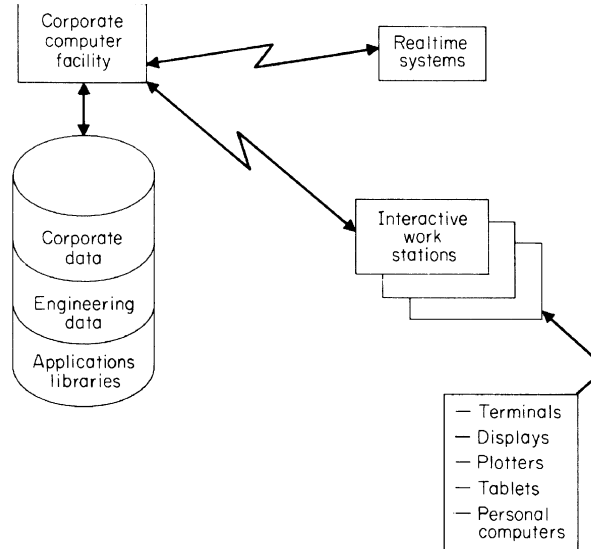 Corporate
computer
facility
Realtime
systems
Interactive
work
stations
Corporate
data
Engineering
data
Applications
libraries
— Terminals
— Displays
— Plotters
— Tablets
— Personal
computers